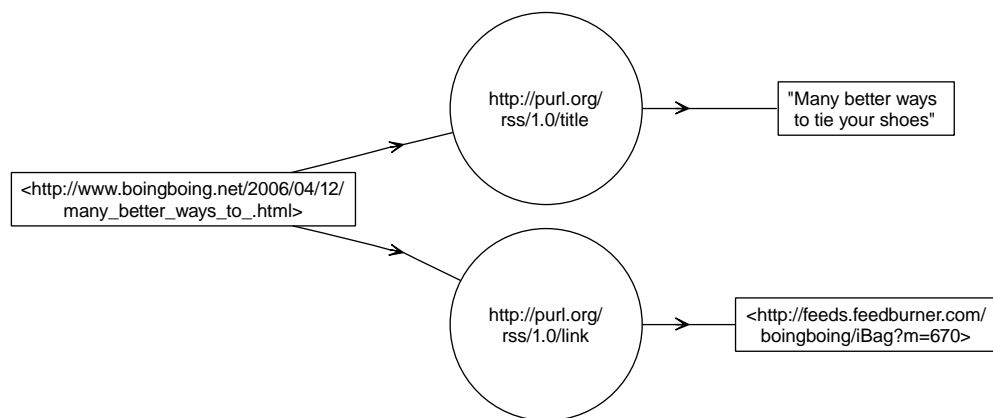 http://purl.org/
rss/1.0/title
"Many better ways
to tie your shoes"
<http://www.boingboing.net/2006/04/12/
many_better_ways_to_.html>
http://purl.org/
rss/1.0/link
<http://feeds.feedburner.com/
boingboing/iBag?m=670>